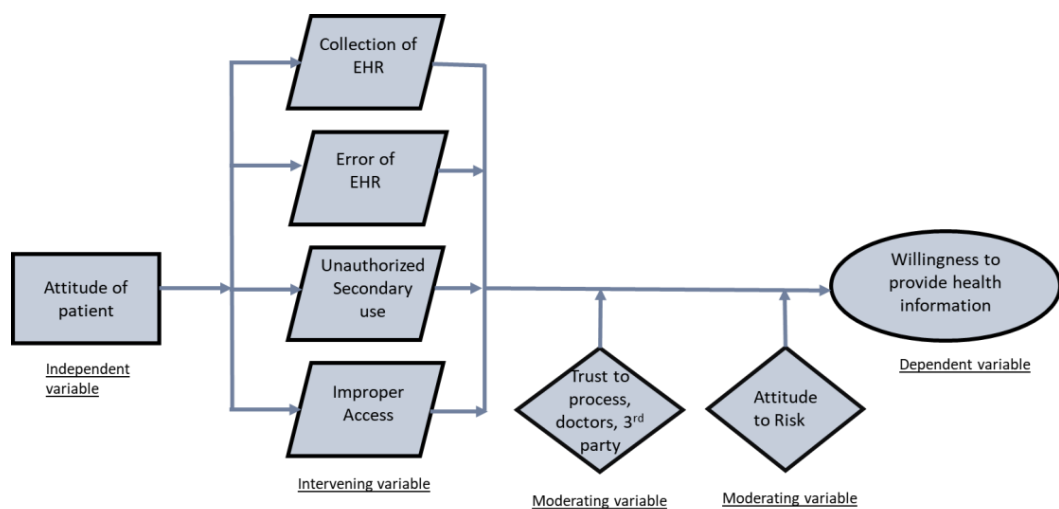 Collection of
EHR
Error of
EHR
Attitude of
patient
Independent
variable
Unauthorized
Secondary
use
Improper
Access
Intervening variable
Trust to
process,
doctors, 3rd
party
Moderating variable
Attitude
to Risk
Moderating variable
Willingness to
provide health
information
Dependent variable